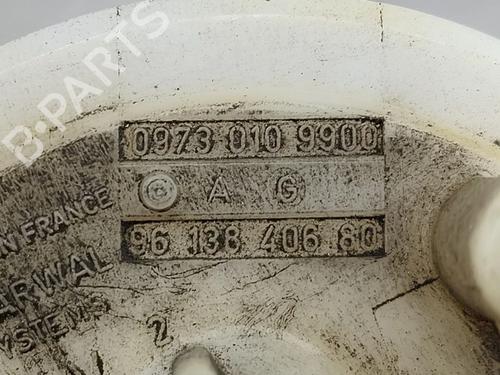 B-PARTS
0973 010 9900
A G
96 138 406 80
N FRANCE
ARWAL
YSTEMS
2